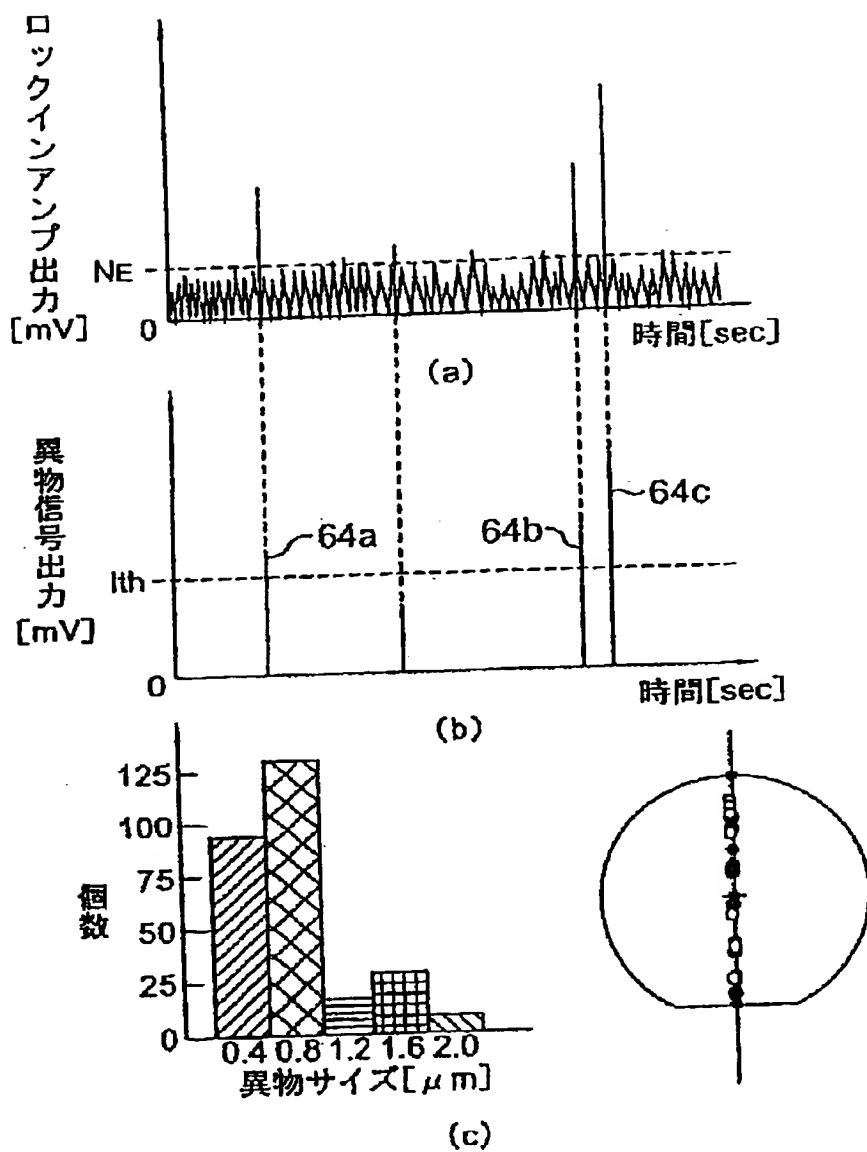 ロックインアンプ出力
[mV]
NE
0
時間[sec]
(a)
異物信号出力
[mV]
Ith
0
64a
64b
64c
時間[sec]
(b)
個数
125
100
75
50
25
0
0.4 0.8 1.2 1.6 2.0
異物サイズ[μm]
(c)